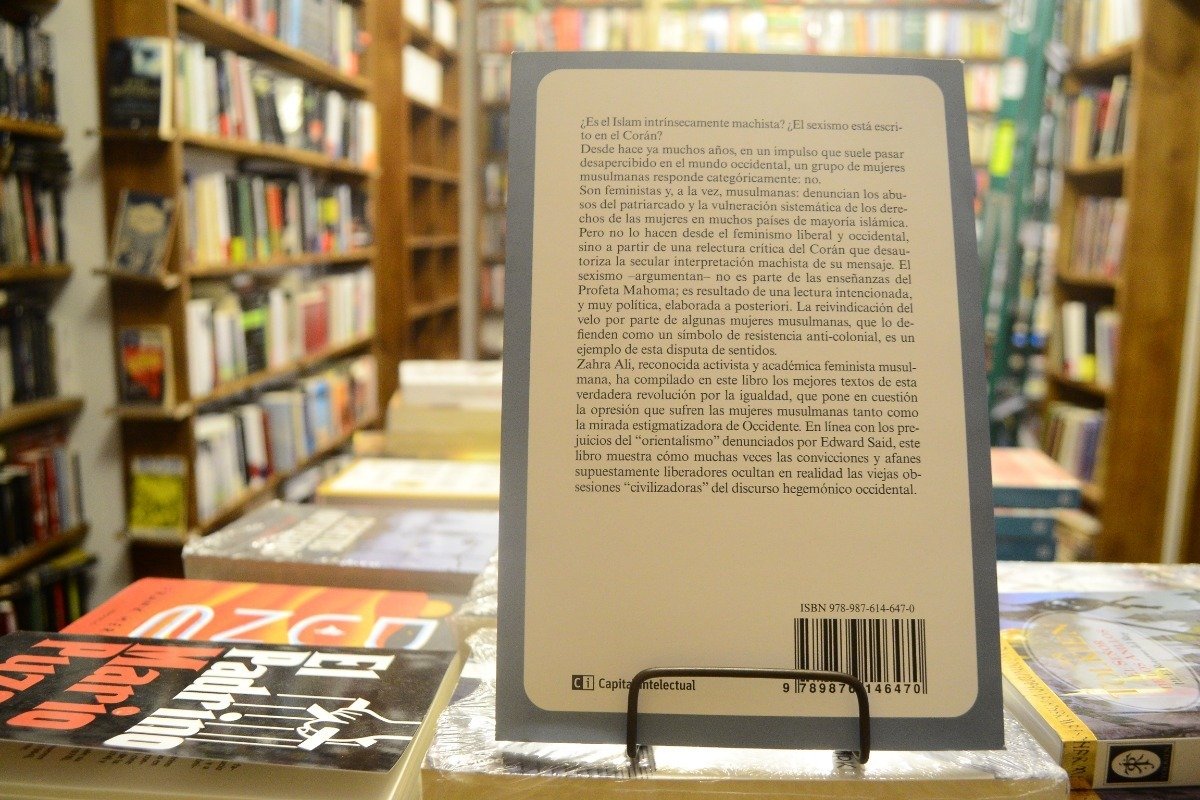 ¿Es el Islam intrínsecamente machista? ¿El sexismo está escri-
to en el Corán?
Desde hace ya muchos años, en un impulso que suele pasar
desapercibido en el mundo occidental, un grupo de mujeres
musulmanas responde categóricamente: no.
Son feministas y, a la vez, musulmanas: denuncian los abu-
sos del patriarcado y la vulneración sistemática de los dere-
chos de las mujeres en muchos países de mayoría islámica.
Pero no lo hacen desde el feminismo liberal y occidental,
sino a partir de una relectura crítica del Corán que desau-
toriza la secular interpretación machista de su mensaje. El
sexismo –argumentan– no es parte de las enseñanzas del
Profeta Mahoma; es resultado de una lectura intencionada,
y muy política, elaborada a posteriori. La reivindicación del
velo por parte de algunas mujeres musulmanas, que lo de-
fienden como un símbolo de resistencia anti-colonial, es un
ejemplo de esta disputa de sentidos.
Zahra Ali, reconocida activista y académica feminista musul-
mana, ha compilado en este libro los mejores textos de esta
verdadera revolución por la igualdad, que pone en cuestión
la opresión que sufren las mujeres musulmanas tanto como
la mirada estigmatizadora de Occidente. En línea con los pre-
juicios del “orientalismo” denunciados por Edward Said, este
libro muestra cómo muchas veces las convicciones y afanes
supuestamente liberadores ocultan en realidad las viejas ob-
sesiones “civilizadoras” del discurso hegemónico occidental.
ISBN 978-987-614-647-0
Ci Capital Intelectual
9 789876 146470
Mario
El
Padrino